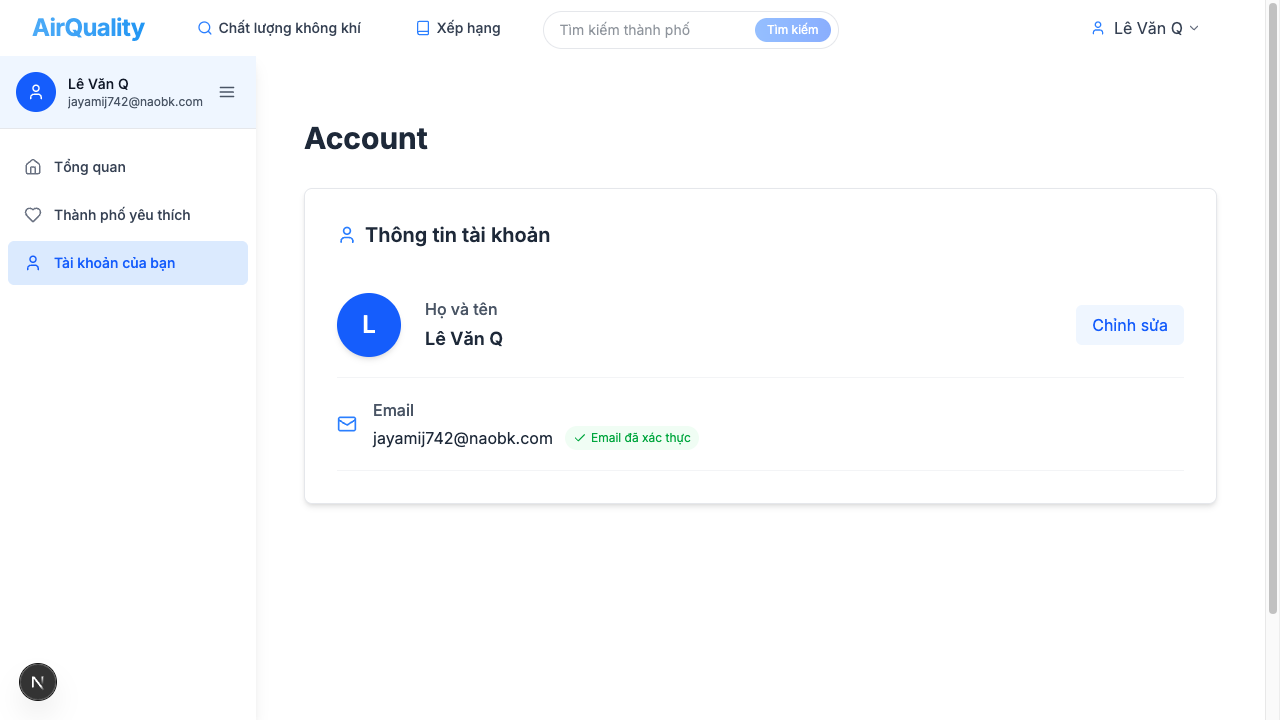 AirQuality
Chất lượng không khí
Xếp hạng
Tìm kiếm thành phố
Tìm kiếm
Lê Văn Q
Lê Văn Q
jayamij742@naobk.com
Tổng quan
Thành phố yêu thích
Tài khoản của bạn
Account
Thông tin tài khoản
L
Họ và tên
Lê Văn Q
Chỉnh sửa
Email
jayamij742@naobk.com
Email đã xác thực
N